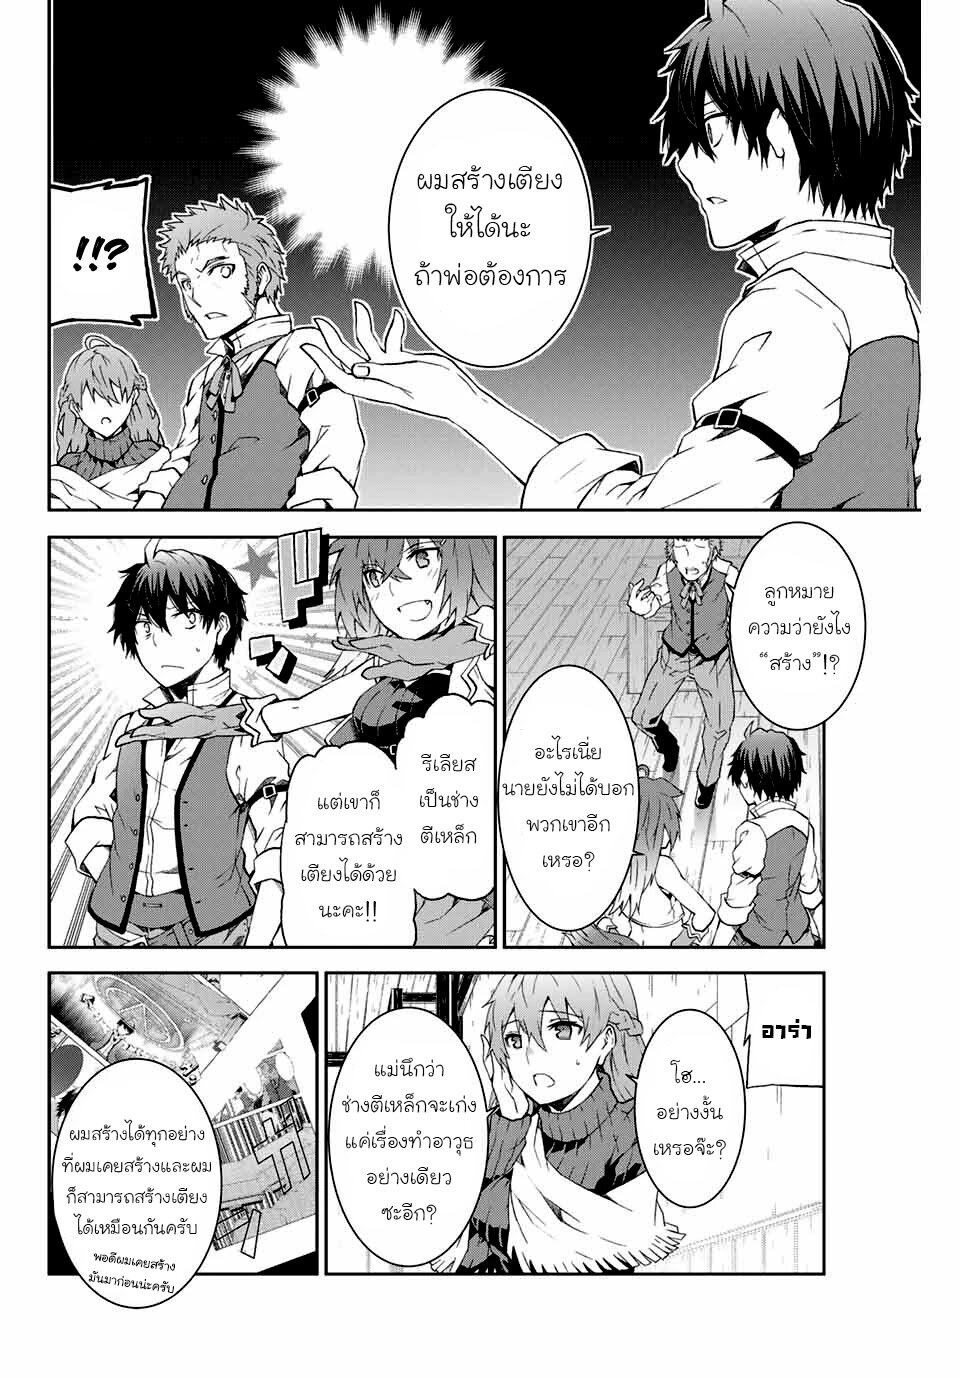 ผมสร้างเตียง
ให้ได้นะ
ถ้าพ่อต้องการ
!!?
ลูกหมาย
ความว่ายังไง
“สร้าง”!?
อะไรเนี่ย
นายยังไม่ได้บอก
พวกเขาอีก
เหรอ?
รีเลียส
เป็นช่าง
ตีเหล็ก
แต่เขาก็
สามารถสร้าง
เตียงได้ด้วย
นะคะ!!
อาร่า
โฮ...
อย่างงั้น
เหรอจ๊ะ?
แม่นึกว่า
ช่างตีเหล็กจะเก่ง
แค่เรื่องทำอาวุธ
อย่างเดียว
ซะอีก?
ผมสร้างได้ทุกอย่าง
ที่ผมเคยสร้างและผม
ก็สามารถสร้างเตียง
ได้เหมือนกันครับ
พอดีผมเคยสร้าง
มันมาก่อนน่ะครับ